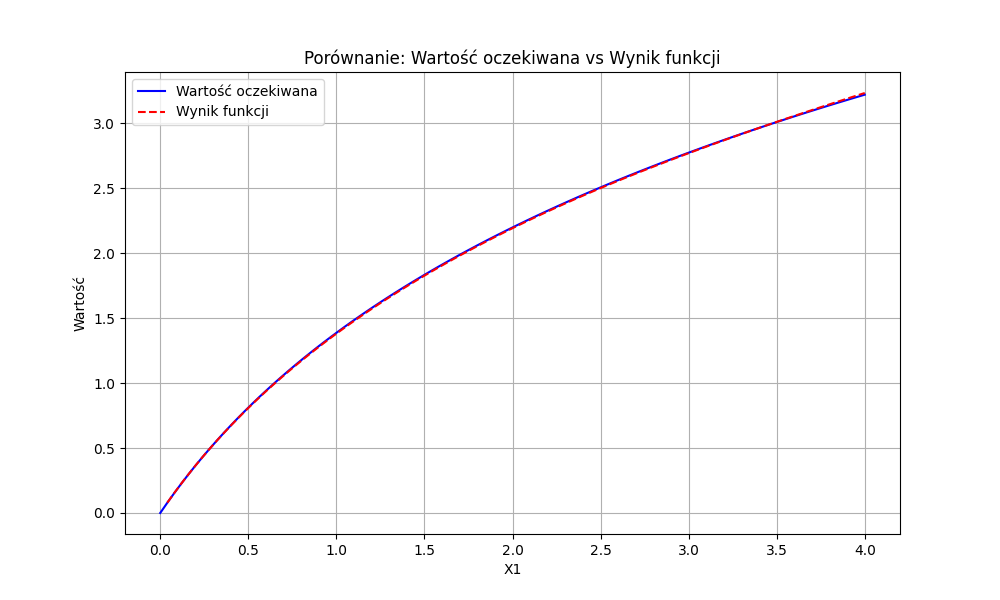 Porównanie: Wartość oczekiwana vs Wynik funkcji
Wartość oczekiwana
Wynik funkcji
3.0
2.5
2.0
1.5
1.0
0.5
0.0
Wartość
0.0 0.5 1.0 1.5 2.0 2.5 3.0 3.5 4.0
X1